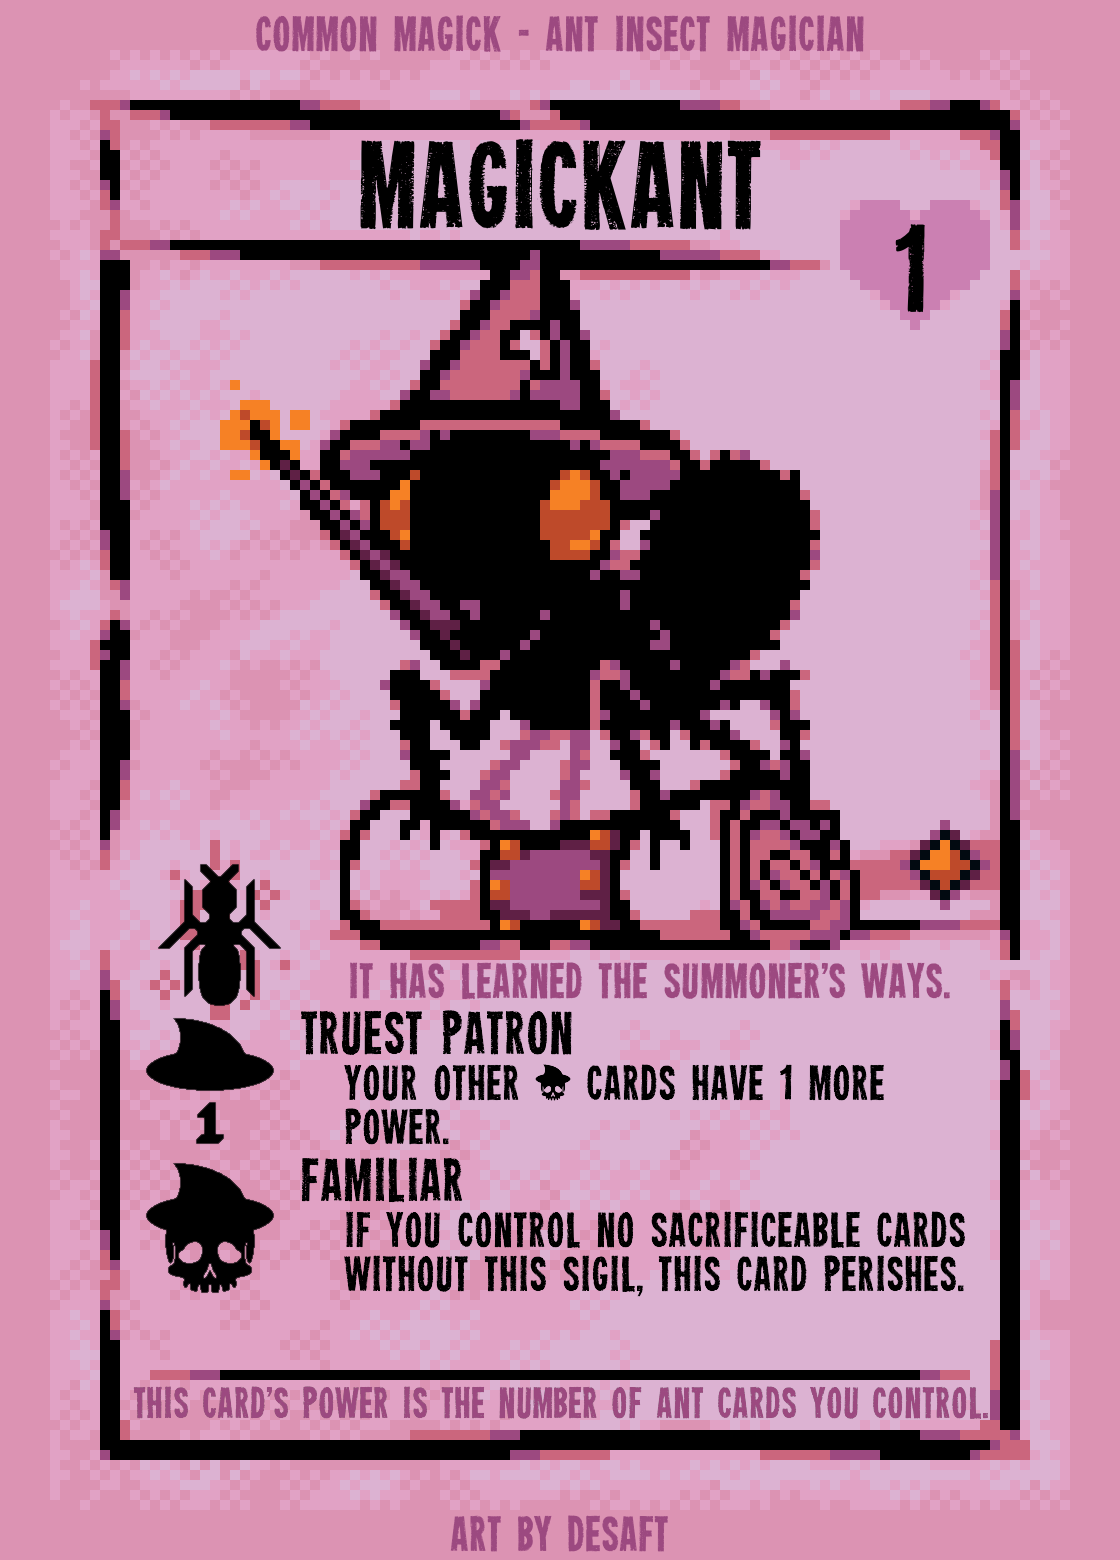 COMMON MAGICK - ANT INSECT MAGICIAN
MAGICKANT
1
IT HAS LEARNED THE SUMMONER'S WAYS.
TRUEST PATRON
YOUR OTHER CARDS HAVE 1 MORE
POWER.
1
FAMILIAR
IF YOU CONTROL NO SACRIFICEABLE CARDS
WITHOUT THIS SIGIL, THIS CARD PERISHES.
THIS CARD'S POWER IS THE NUMBER OF ANT CARDS YOU CONTROL.
ART BY DESAFT